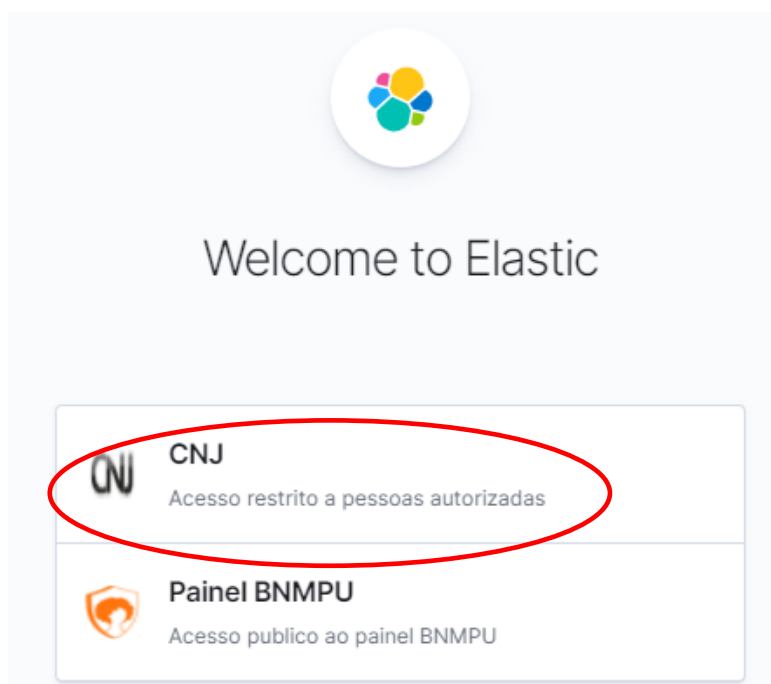 Welcome to Elastic
CNJ
CNJ
Acesso restrito a pessoas autorizadas
Painel BNMPU
Acesso publico ao painel BNMPU